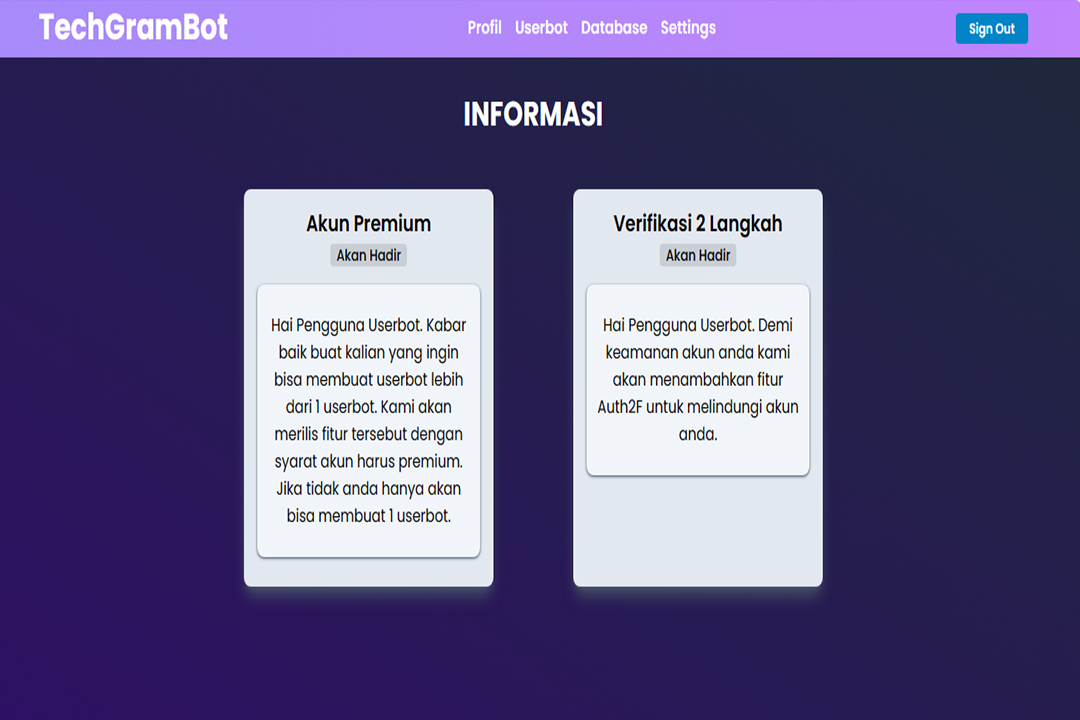 TechGramBot
Profil Userbot Database Settings
Sign Out
INFORMASI
Akun Premium
Akan Hadir
Hai Pengguna Userbot. Kabar
baik buat kalian yang ingin
bisa membuat userbot lebih
dari 1 userbot. Kami akan
merilis fitur tersebut dengan
syarat akun harus premium.
Jika tidak anda hanya akan
bisa membuat 1 userbot.
Verifikasi 2 Langkah
Akan Hadir
Hai Pengguna Userbot. Demi
keamanan akun anda kami
akan menambahkan fitur
Auth2F untuk melindungi akun
anda.